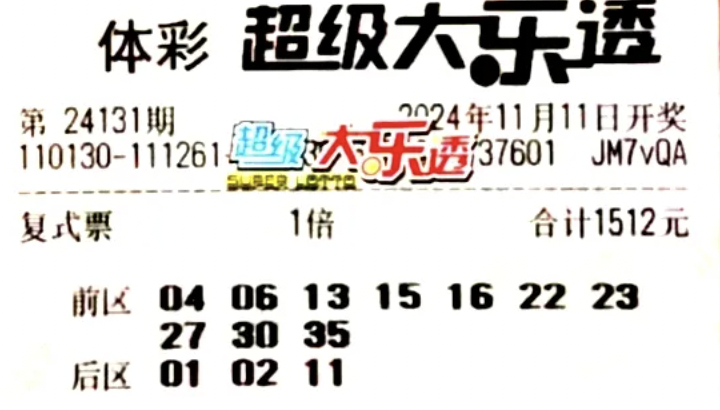 体彩 超级大乐透
第 24131期 2024年11月11日开奖
110130-111261 37601 JM7vQA
超级大乐透
SUPER LOTTO
复式票 1倍 合计1512元
前区 04 06 13 15 16 22 23
27 30 35
后区 01 02 11